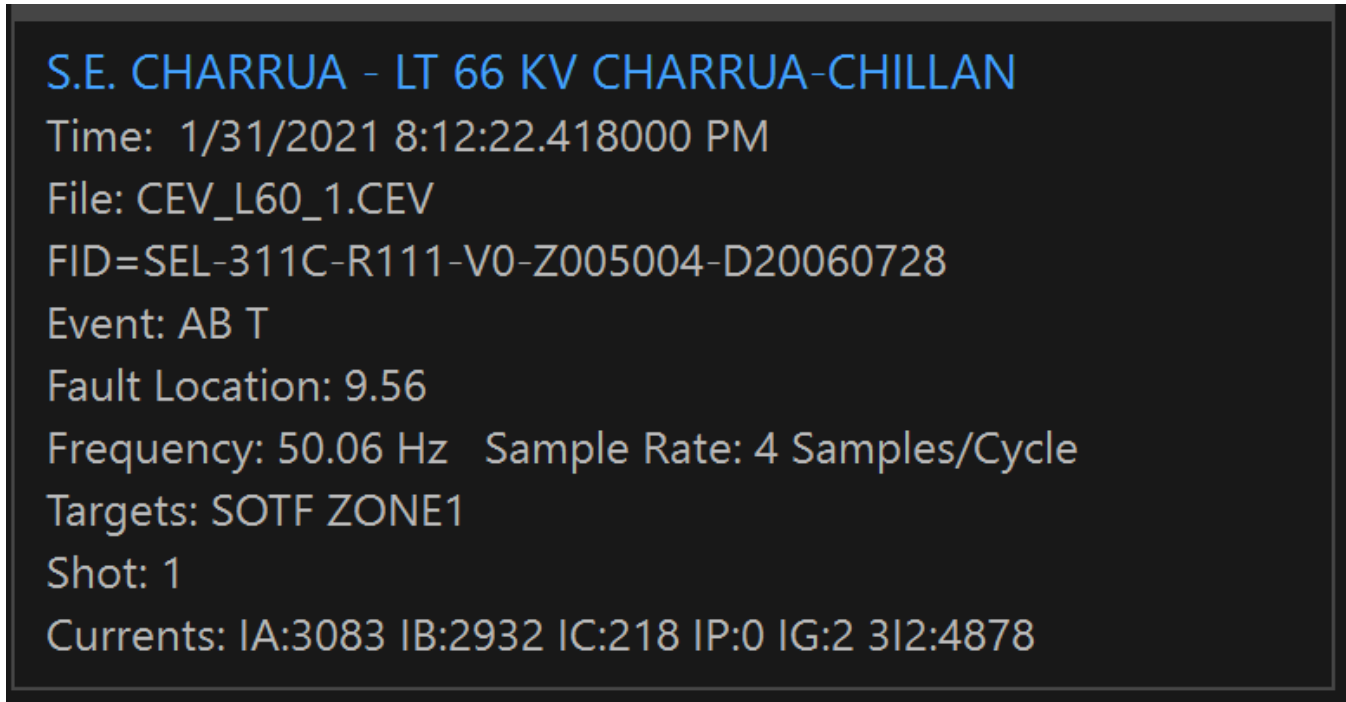 S.E. CHARRUA - LT 66 KV CHARRUA-CHILLAN
Time:  1/31/2021 8:12:22.418000 PM
File: CEV_L60_1.CEV
FID=SEL-311C-R111-V0-Z005004-D20060728
Event: AB T
Fault Location: 9.56
Frequency: 50.06 Hz   Sample Rate: 4 Samples/Cycle
Targets: SOTF ZONE1
Shot: 1
Currents: IA:3083 IB:2932 IC:218 IP:0 IG:2 3I2:4878